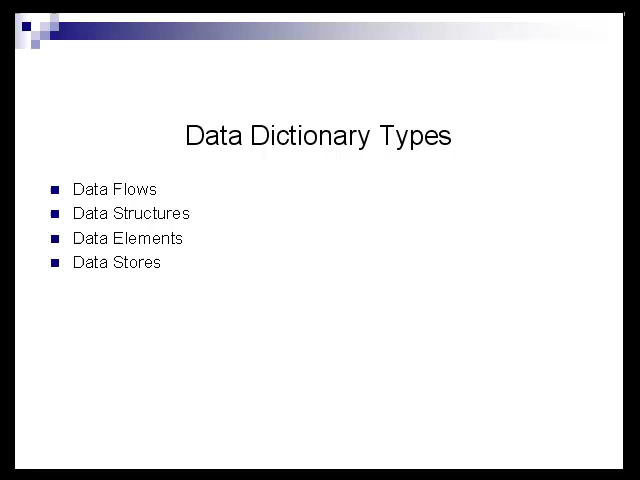 Data Dictionary Types
Data Flows
Data Structures
Data Elements
Data Stores